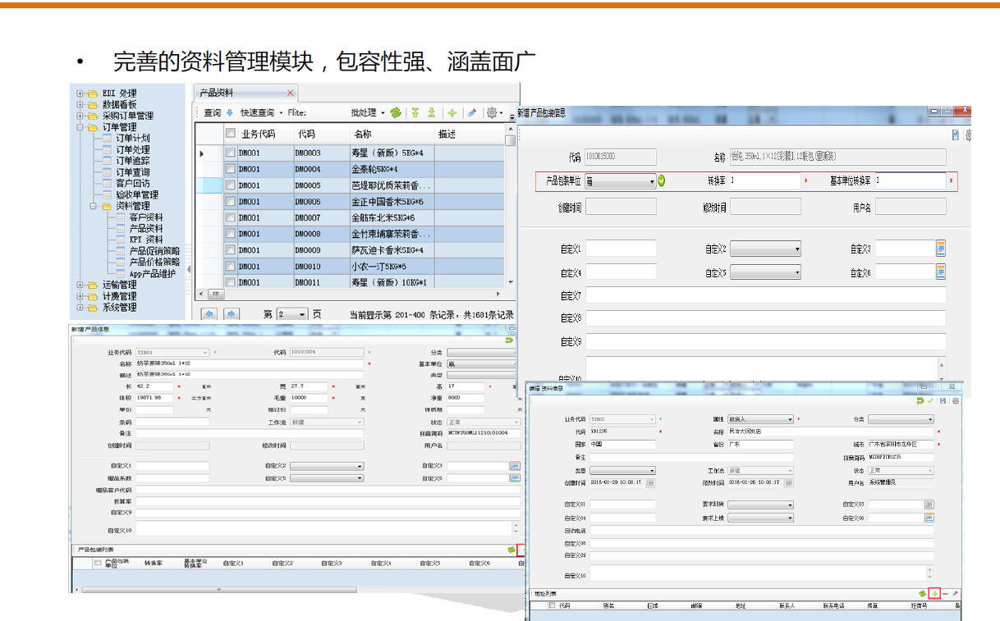 • 完善的资料管理模块，包容性强、涵盖面广
EDI 处理
数据看板
采购订单管理
订单管理
订单计划
订单处理
订单追踪
订单查询
客户回访
验收单管理
资料管理
客户资料
产品资料
KPI 资料
产品促销策略
产品价格策略
App产品维护
运输管理
计费管理
系统管理
产品资料
查询 快速查询 Flite: 批处理
业务代码 代码 名称 描述
DM001 DM0003 寿星（新版）5KG*4
DM001 DM0004 金泰轮5KG*4
DM001 DM0005 芭提耶优质茉莉香...
DM001 DM0006 金正中国香米5KG*6
DM001 DM0007 金舫东北米5KG*6
DM001 DM0008 金竹柬埔寨茉莉香...
DM001 DM0009 萨瓦迪卡香米5KG*4
DM001 DM0010 小农一汀5KG*6
DM001 DM0011 寿星（新版）10KG*1
第 2 页 当前显示第 201-400 条记录，共1681条记录
新增产品包装信息
代码 1010015000 名称
产品包装单位 箱 转换率 1 * 基本单位转换率 1 *
创建时间 修改时间 用户名
自定义1 自定义2 自定义3
自定义4 自定义5 自定义6
自定义7
自定义8
自定义9
自定义10
新增产品信息
业务代码 YIB01 * 代码 10101004 * 分类
名称 奶茶原味350ml 1*12 * 基本单位 瓶
描述 奶茶原味350ml 1*12 类型
长 42.2 * 厘米 宽 27.7 * 厘米 高 17 *
体积 19871.98 * 立方厘米 毛重 10000 * 克 净重 8000
单价 元 赔付价 元 保质期
条码 工作流 新建 状态 正常
备注 拼音简码 NCYW350ML11210101004
创建时间 修改时间 用户名
自定义1 自定义2 自定义3
赠品系数 自定义5 自定义6
赠品客户代码
折算率
自定义9
自定义10
产品包装列表
产品包装单位 转换率 基本单位转换率 自定义1 自定义2 自定义3 自定义4 自定义5 自定义6
编辑 资料信息
业务代码 YIB02 * 属性 收货人 * 分类
代码 YB1235 * 名称 民治大润发店 *
国家 中国 省份 广东 城市 广东省深圳市龙华区 *
备注 拼音简码 MZDRFDYB1235
类型 工作流 新建 状态 正常
创建时间 2016-01-20 10:06:17 修改时间 2016-01-20 10:06:17 用户名 系统管理员
自定义01 要求到货 自定义03
自定义04 要求上楼 自定义06
回访电话
自定义08
自定义09
自定义10
地址列表
代码 别名 区域 邮编 地址 联系人 联系电话 传真 短信号 备